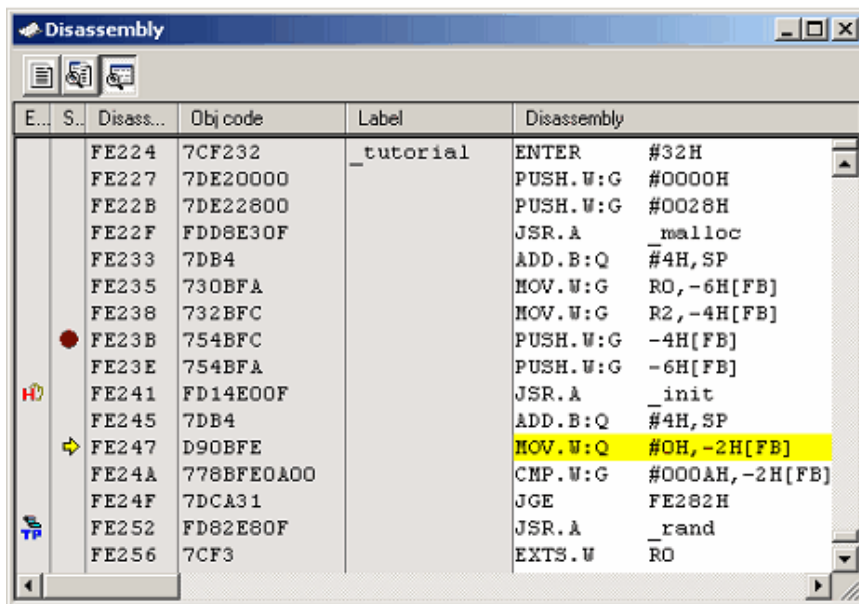 Disassembly
E... S.. Disass... Obj code Label Disassembly
FE224 7CF232 _tutorial ENTER #32H
FE227 7DE20000 PUSH.W:G #0000H
FE22B 7DE22800 PUSH.W:G #0028H
FE22F FDD8E30F JSR.A _malloc
FE233 7DB4 ADD.B:Q #4H,SP
FE235 730BFA MOV.W:G R0,-6H[FB]
FE238 732BFC MOV.W:G R2,-4H[FB]
FE23B 754BFC PUSH.W:G -4H[FB]
FE23E 754BFA PUSH.W:G -6H[FB]
H FE241 FD14E00F JSR.A _init
FE245 7DB4 ADD.B:Q #4H,SP
FE247 D90BFE MOV.W:Q #0H,-2H[FB]
FE24A 778BFE0A00 CMP.W:G #000AH,-2H[FB]
FE24F 7DCA31 JGE FE282H
TP FE252 FD82E80F JSR.A _rand
FE256 7CF3 EXTS.W R0